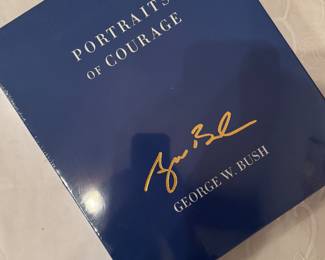 PORTRAITS
OF COURAGE
GEORGE W. BUSH